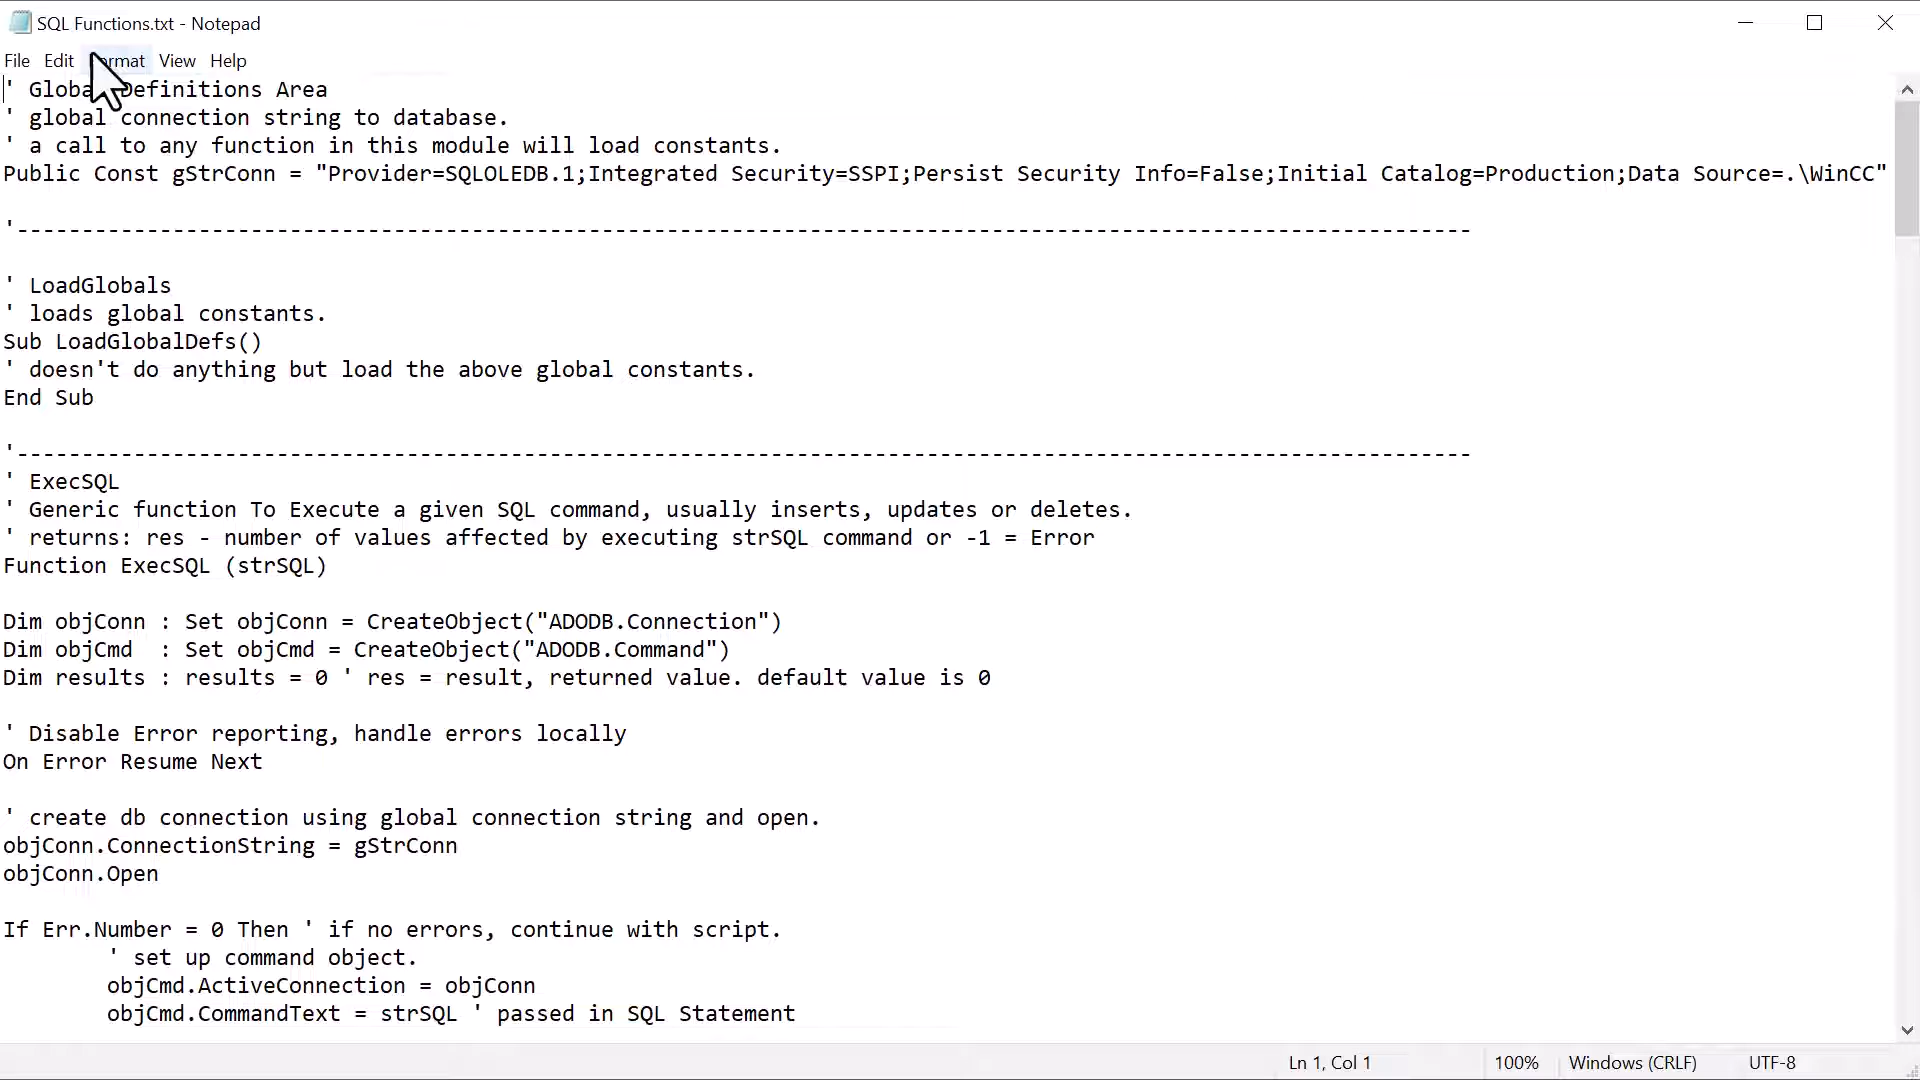 SQL Functions.txt - Notepad
File Edit Format View Help
' Global Definitions Area
' global connection string to database.
' a call to any function in this module will load constants.
Public Const gStrConn = "Provider=SQLOLEDB.1;Integrated Security=SSPI;Persist Security Info=False;Initial Catalog=Production;Data Source=.\WinCC"
'----------------------------------------------------------------------------------------------------------------
' LoadGlobals
' loads global constants.
Sub LoadGlobalDefs()
' doesn't do anything but load the above global constants.
End Sub
'----------------------------------------------------------------------------------------------------------------
' ExecSQL
' Generic function To Execute a given SQL command, usually inserts, updates or deletes.
' returns: res - number of values affected by executing strSQL command or -1 = Error
Function ExecSQL (strSQL)
Dim objConn : Set objConn = CreateObject("ADODB.Connection")
Dim objCmd  : Set objCmd = CreateObject("ADODB.Command")
Dim results : results = 0 ' res = result, returned value. default value is 0
' Disable Error reporting, handle errors locally
On Error Resume Next
' create db connection using global connection string and open.
objConn.ConnectionString = gStrConn
objConn.Open
If Err.Number = 0 Then ' if no errors, continue with script.
' set up command object.
objCmd.ActiveConnection = objConn
objCmd.CommandText = strSQL ' passed in SQL Statement
Ln 1, Col 1 100% Windows (CRLF) UTF-8